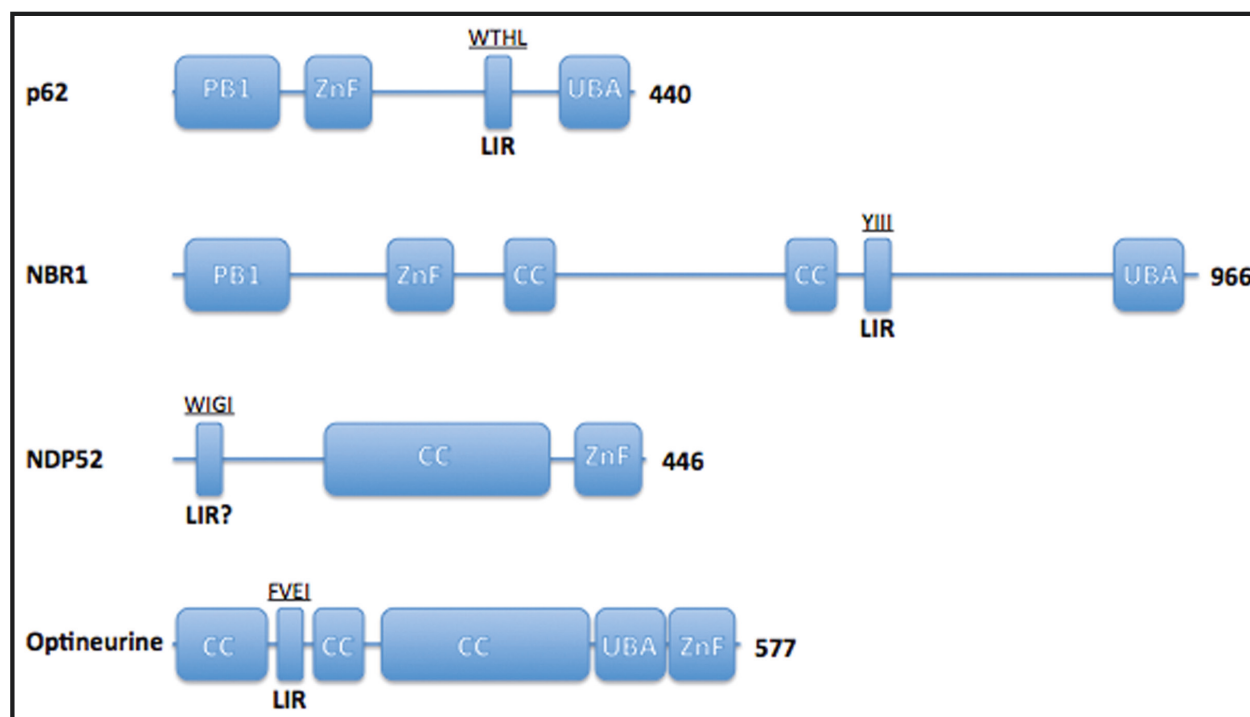 WTHL
p62 PB1 ZnF UBA 440
LIR
YIII
NBR1 PB1 ZnF CC CC UBA 966
LIR
WIGI
NDP52 CC ZnF 446
LIR?
FVEI
Optineurine CC CC CC UBA ZnF 577
LIR